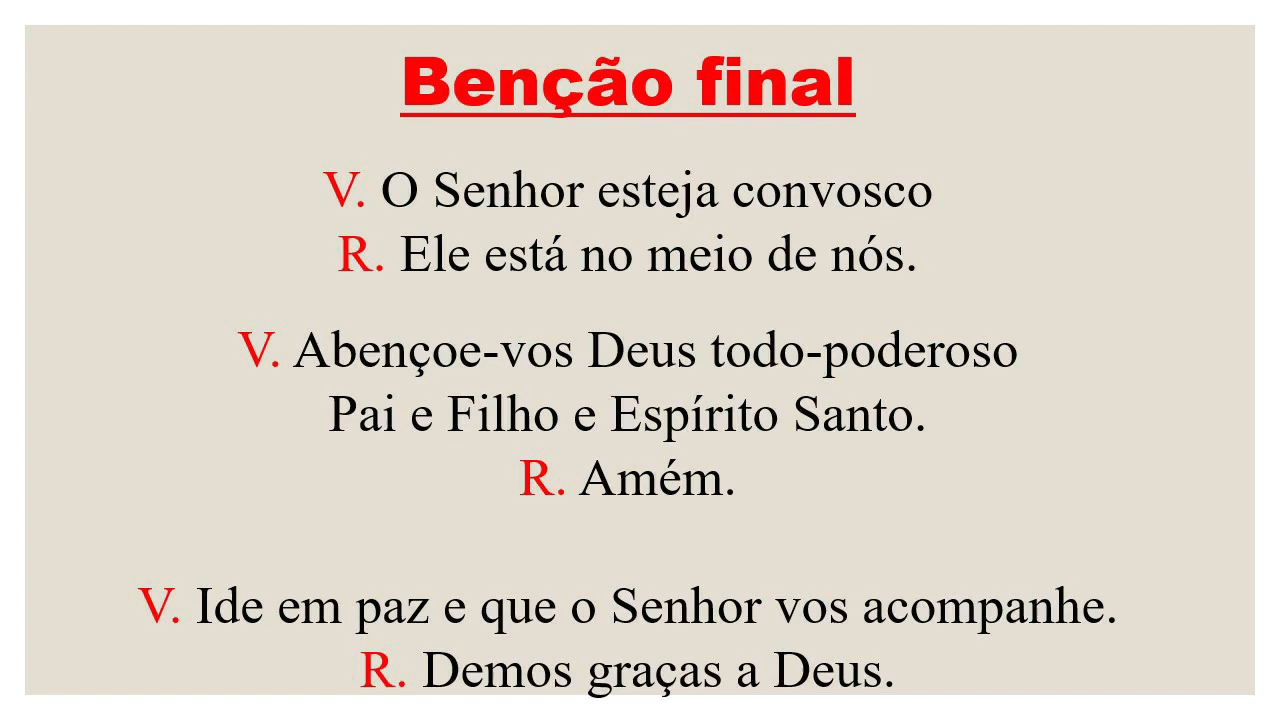 Benção final
V. O Senhor esteja convosco
R. Ele está no meio de nós.
V. Abençoe-vos Deus todo-poderoso
Pai e Filho e Espírito Santo.
R. Amém.
V. Ide em paz e que o Senhor vos acompanhe.
R. Demos graças a Deus.